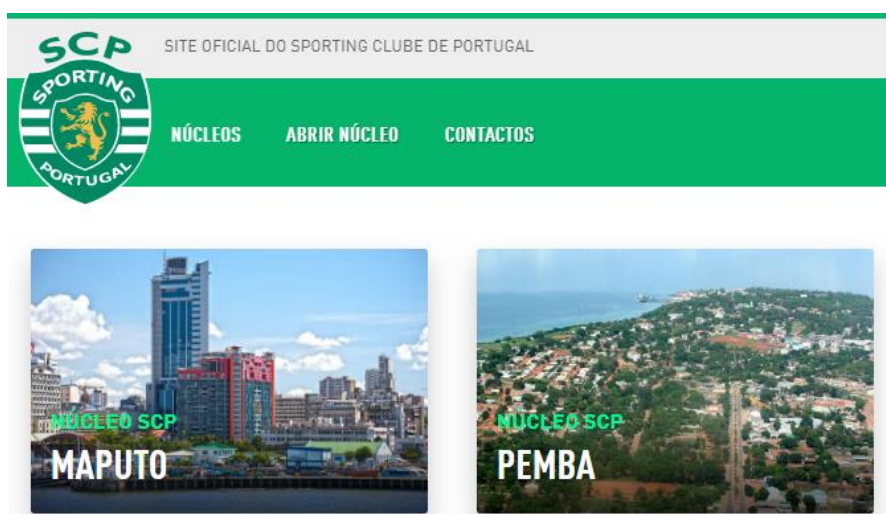 SCP
SPORTING
PORTUGAL
SITE OFICIAL DO SPORTING CLUBE DE PORTUGAL
NÚCLEOS ABRIR NÚCLEO CONTACTOS
NÚCLEO SCP
MAPUTO
NÚCLEO SCP
PEMBA